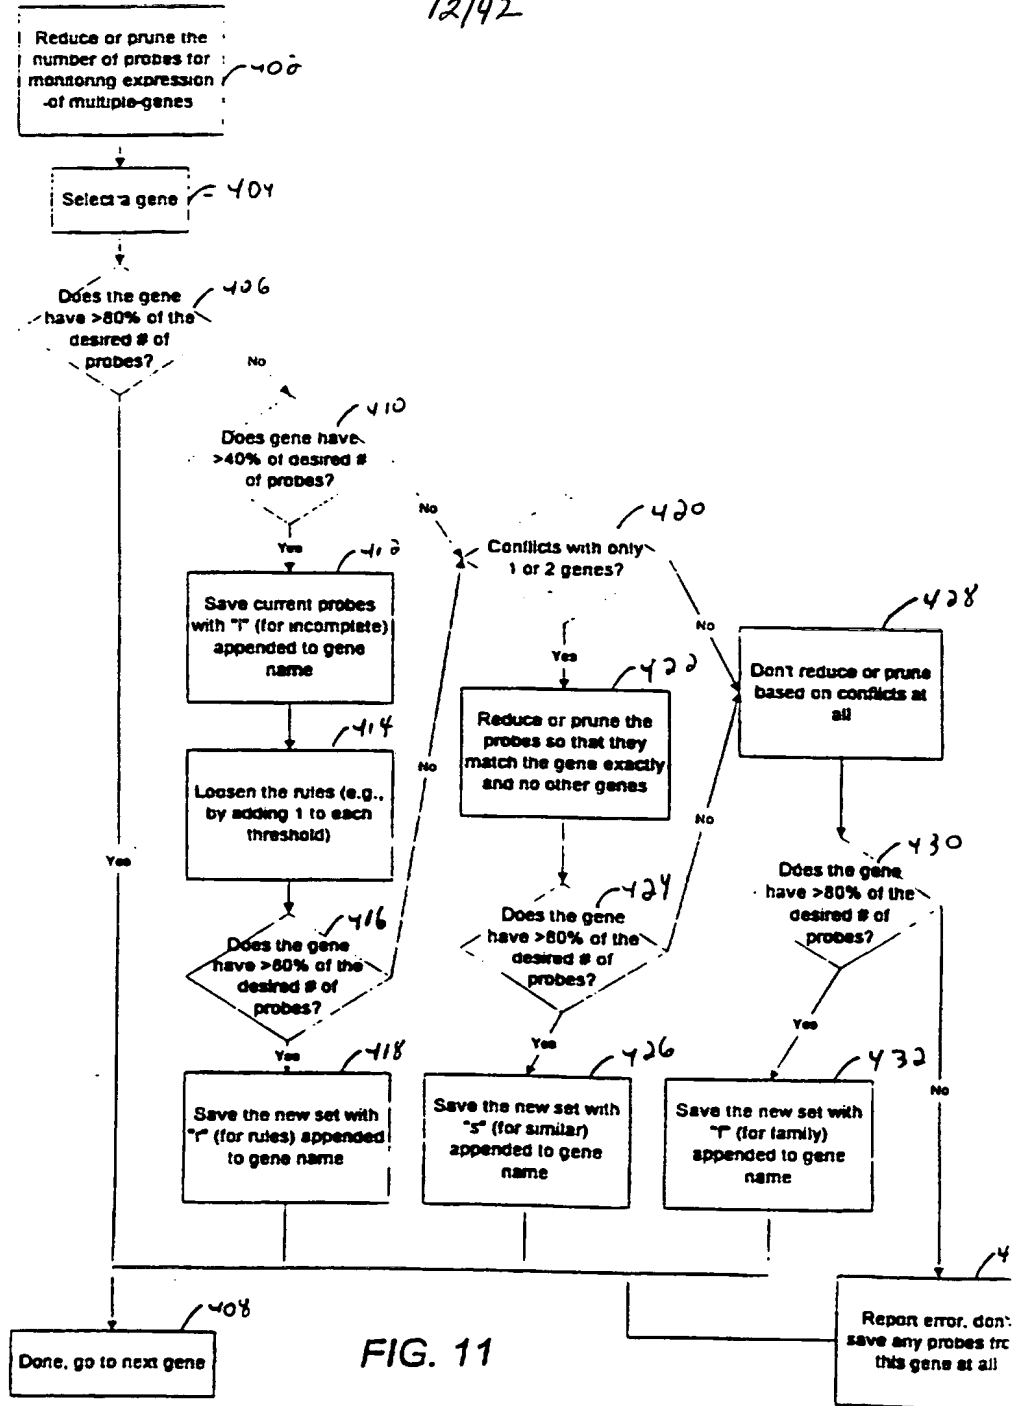 12/42
Reduce or prune the
number of probes for
monitoring expression
of multiple genes
402
Select a gene
404
Does the gene
have >80% of the
desired # of
probes?
406
No
Does gene have
>40% of desired #
of probes?
410
No
Yes
Conflicts with only
1 or 2 genes?
420
412
Save current probes
with "i" (for incomplete)
appended to gene
name
No
428
Don't reduce or prune
based on conflicts at
all
Yes
422
Reduce or prune the
probes so that they
match the gene exactly
and no other genes
414
Loosen the rules (e.g.,
by adding 1 to each
threshold)
No
No
Yes
430
Does the gene
have >80% of the
desired # of
probes?
424
Does the gene
have >80% of the
desired # of
probes?
416
Does the gene
have >80% of the
desired # of
probes?
Yes
Yes
Yes
No
418
Save the new set with
"r" (for rules) appended
to gene name
426
Save the new set with
"s" (for similar)
appended to gene
name
432
Save the new set with
"f" (for family)
appended to gene
name
4
Report error, don't
save any probes
this gene at all
408
Done, go to next gene
FIG. 11